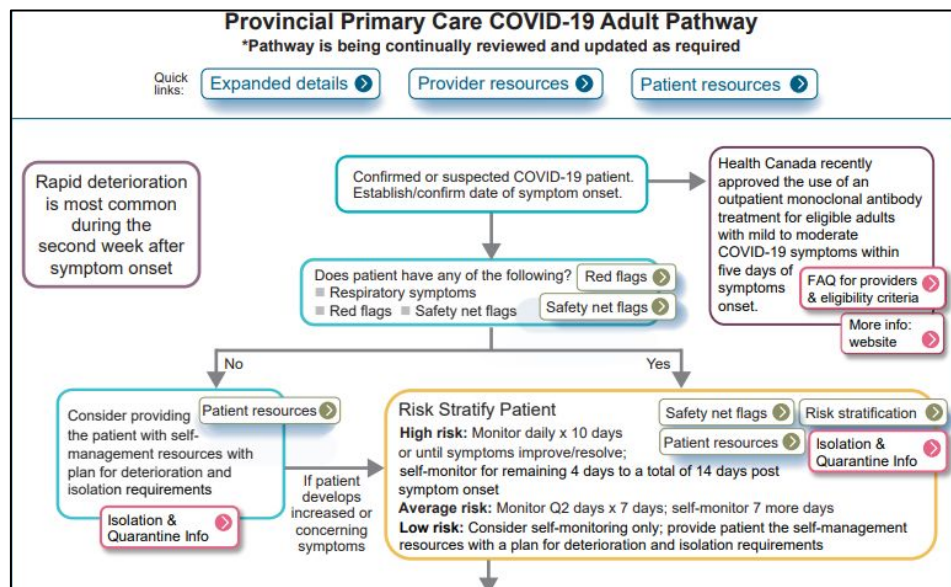 Provincial Primary Care COVID-19 Adult Pathway
*Pathway is being continually reviewed and updated as required
Quick
links:
Expanded details
Provider resources
Patient resources
Rapid deterioration
is most common
during the
second week after
symptom onset
Confirmed or suspected COVID-19 patient.
Establish/confirm date of symptom onset.
Health Canada recently
approved the use of an
outpatient monoclonal antibody
treatment for eligible adults
with mild to moderate
COVID-19 symptoms within
five days of
symptoms
onset.
FAQ for providers
& eligibility criteria
More info:
website
Does patient have any of the following?
Respiratory symptoms
Red flags Safety net flags
Red flags
Safety net flags
No
Yes
Patient resources
Consider providing
the patient with self-
management resources with
plan for deterioration and
isolation requirements
Isolation &
Quarantine Info
If patient
develops
increased or
concerning
symptoms
Risk Stratify Patient
Safety net flags
Risk stratification
Patient resources
Isolation &
Quarantine Info
High risk: Monitor daily x 10 days
or until symptoms improve/resolve;
self-monitor for remaining 4 days to a total of 14 days post
symptom onset
Average risk: Monitor Q2 days x 7 days; self-monitor 7 more days
Low risk: Consider self-monitoring only; provide patient the self-management
resources with a plan for deterioration and isolation requirements